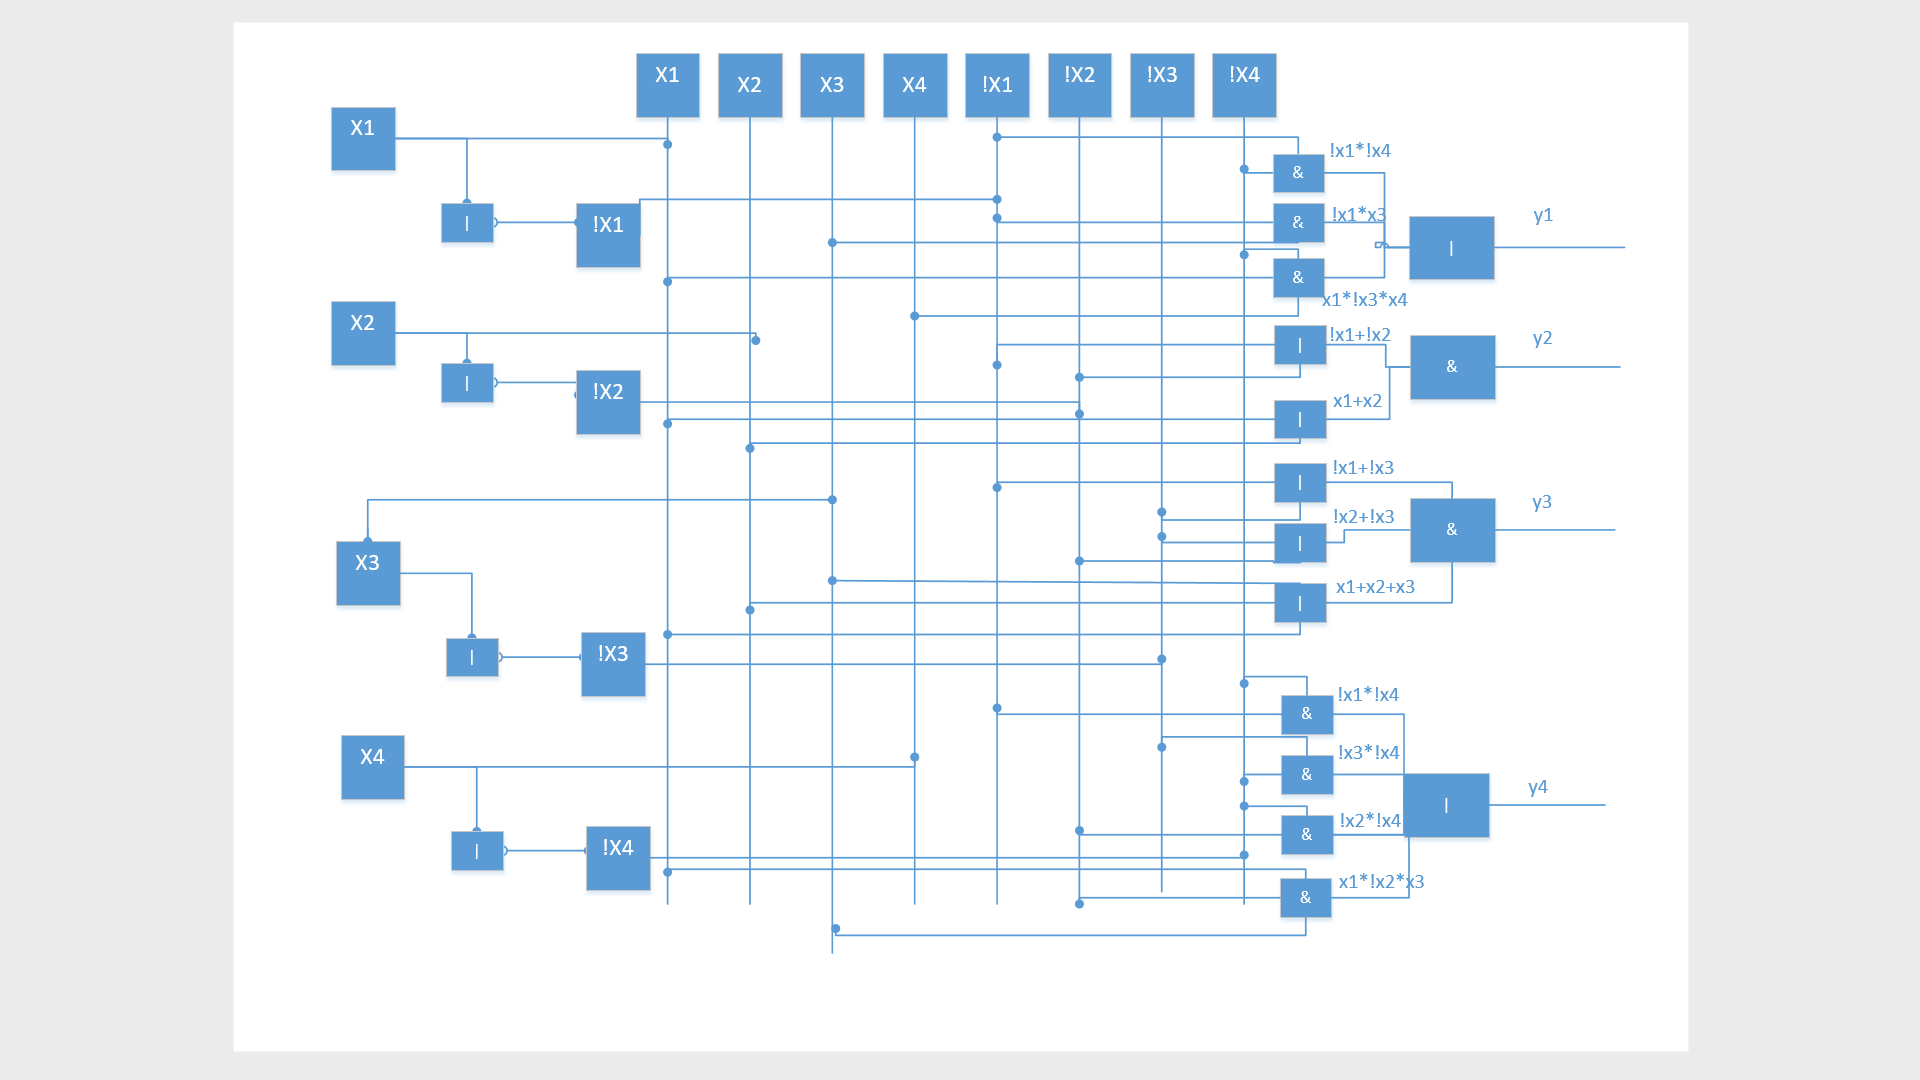 X1
X2
X3
X4
!X1
!X2
!X3
!X4
X1
|
!X1
X2
|
!X2
X3
|
!X3
X4
|
!X4
&
!x1*!x4
&
!x1*x3
&
x1*!x3*x4
|
y1
|
!x1+!x2
|
x1+x2
&
y2
|
!x1+!x3
|
!x2+!x3
|
x1+x2+x3
&
y3
&
!x1*!x4
&
!x3*!x4
&
!x2*!x4
&
x1*!x2*x3
|
y4